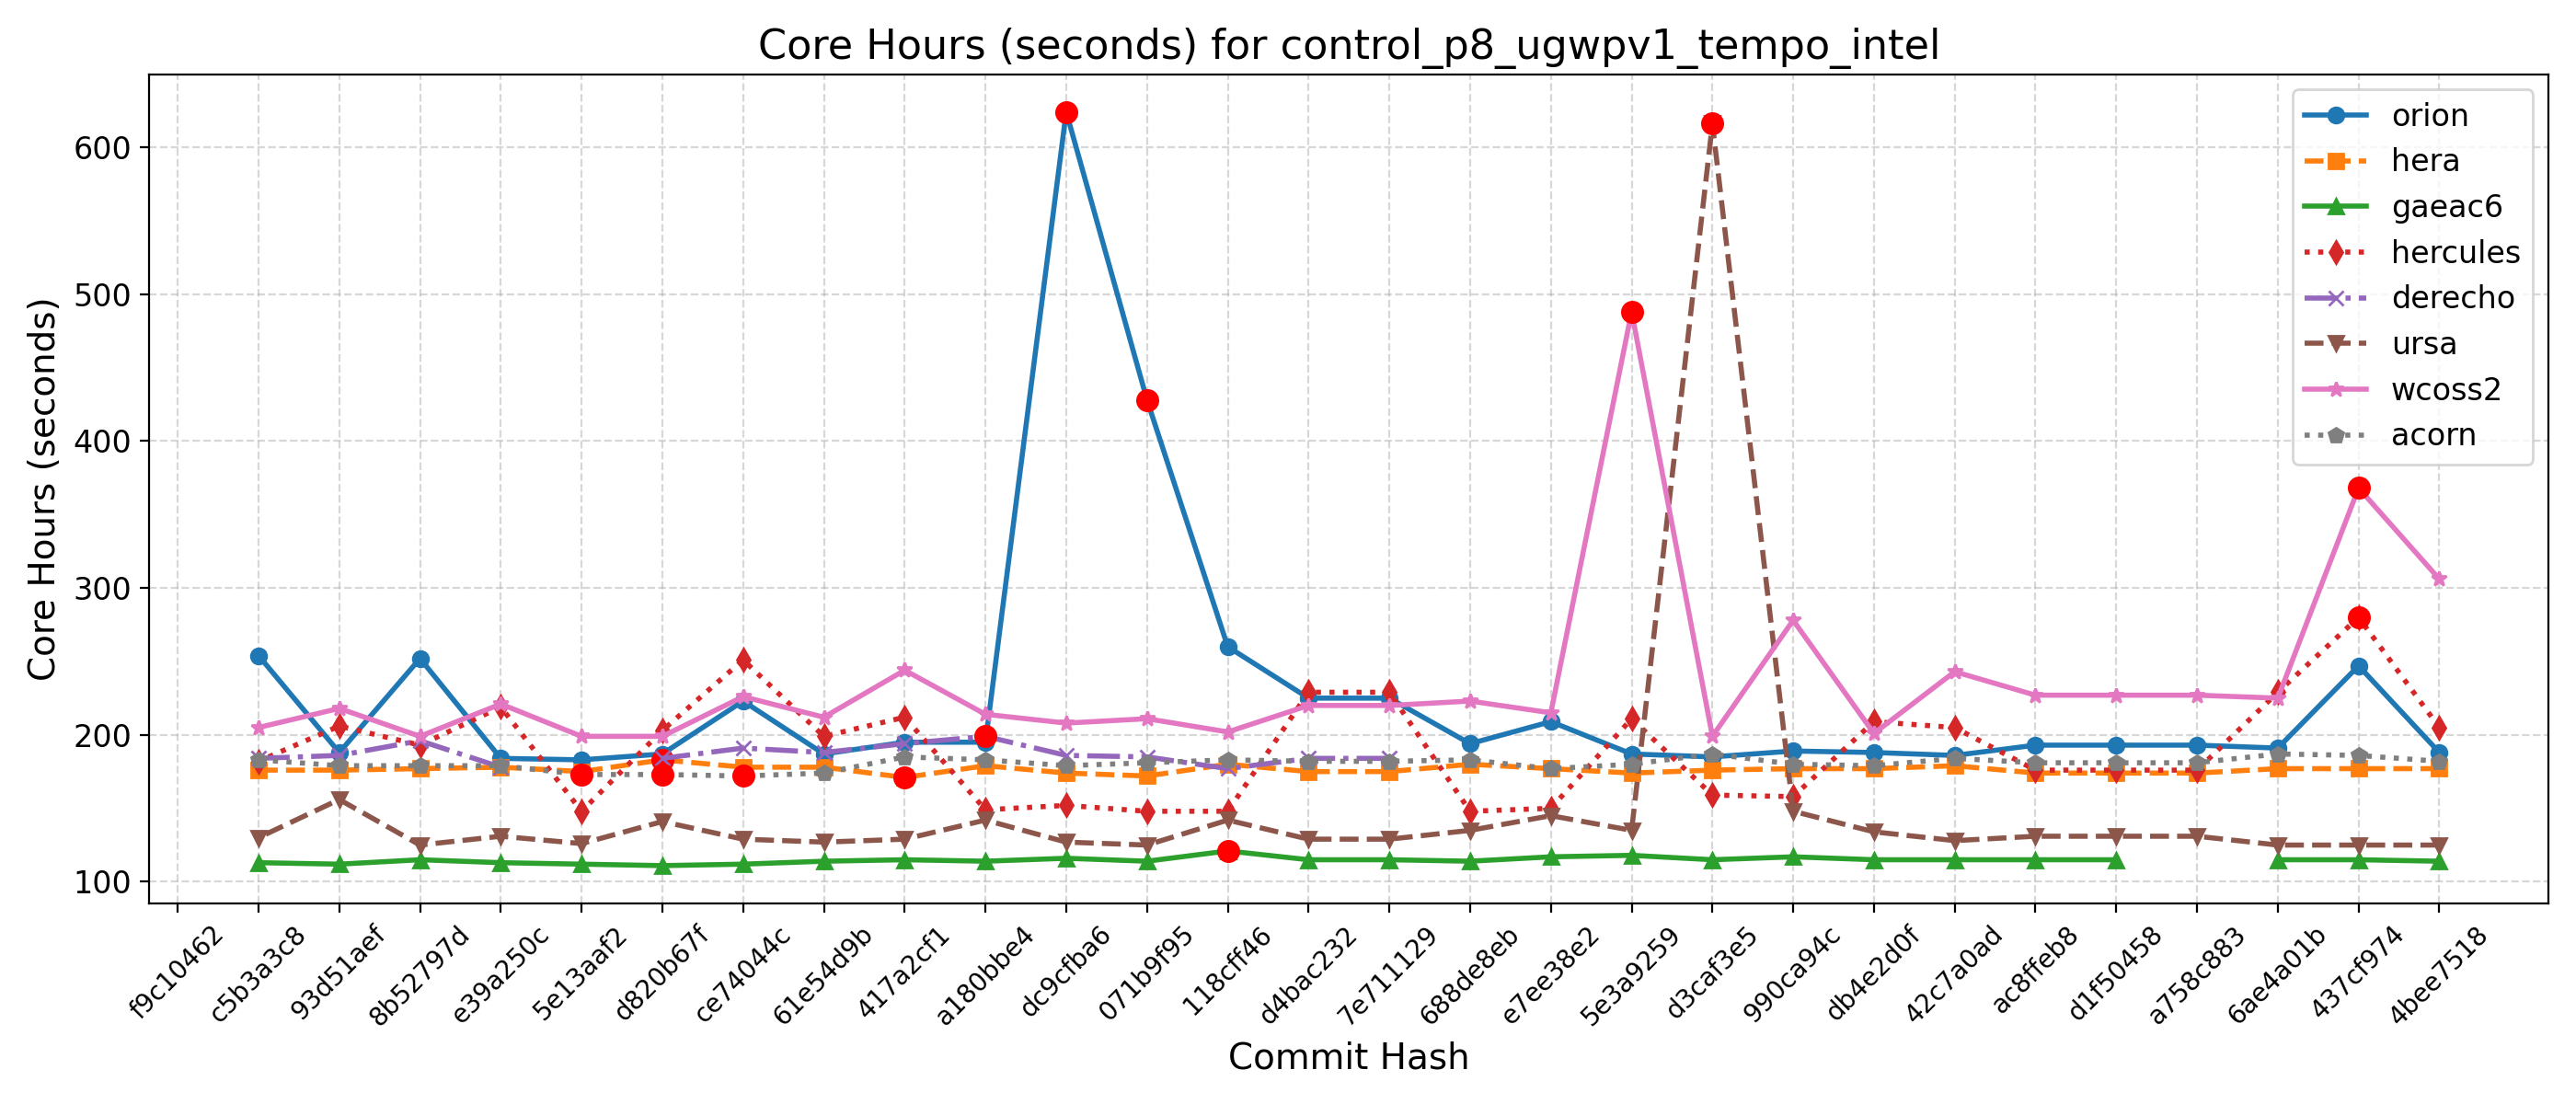 Core Hours (seconds) for control_p8_ugwpv1_tempo_intel
Core Hours (seconds)
600
500
400
300
200
100
orion
hera
gaeac6
hercules
derecho
ursa
wcoss2
acorn
f9c10462
c5b3a3c8
93d51aef
8b52797d
e39a250c
5e13aaf2
d820b67f
ce74044c
61e54d9b
417a2cf1
a180bbe4
dc9cfba6
071b9f95
118cff46
d4bac232
7e711129
688de8eb
e7ee38e2
5e3a9259
d3caf3e5
990ca94c
db4e2d0f
42c7a0ad
ac8ffeb8
d1f50458
a758c883
6ae4a01b
437cf974
4bee7518
Commit Hash